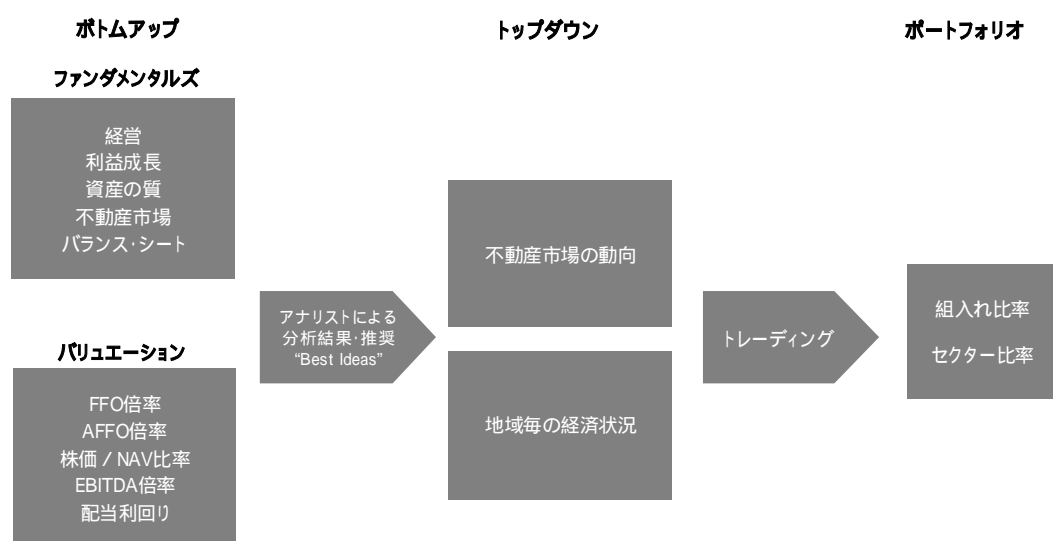 ボトムアップ
トップダウン
ポートフォリオ
ファンダメンタルズ
経営
利益成長
資産の質
不動産市場
バランス・シート
バリュエーション
FFO倍率
AFFO倍率
株価 / NAV比率
EBITDA倍率
配当利回り
アナリストによる
分析結果・推奨
“Best Ideas”
不動産市場の動向
地域毎の経済状況
トレーディング
組入れ比率
セクター比率